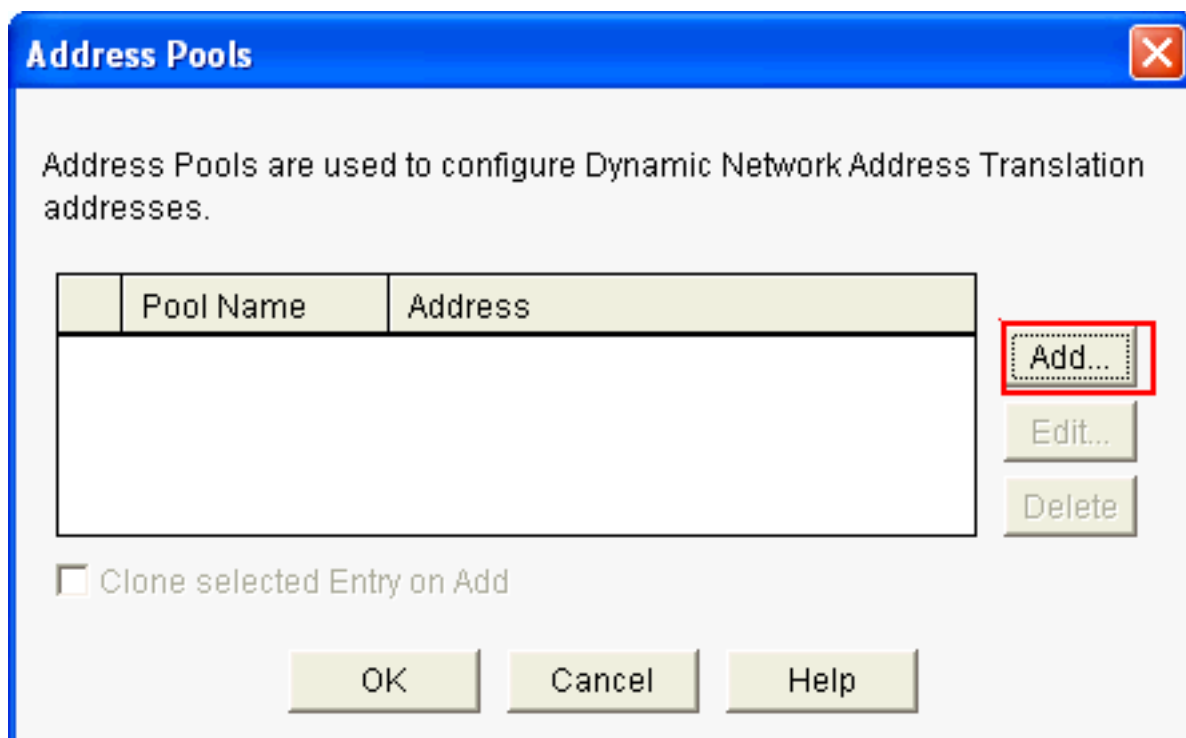 Address Pools
Address Pools are used to configure Dynamic Network Address Translation
addresses.
Pool Name Address
Add...
Edit...
Delete
Clone selected Entry on Add
OK Cancel Help